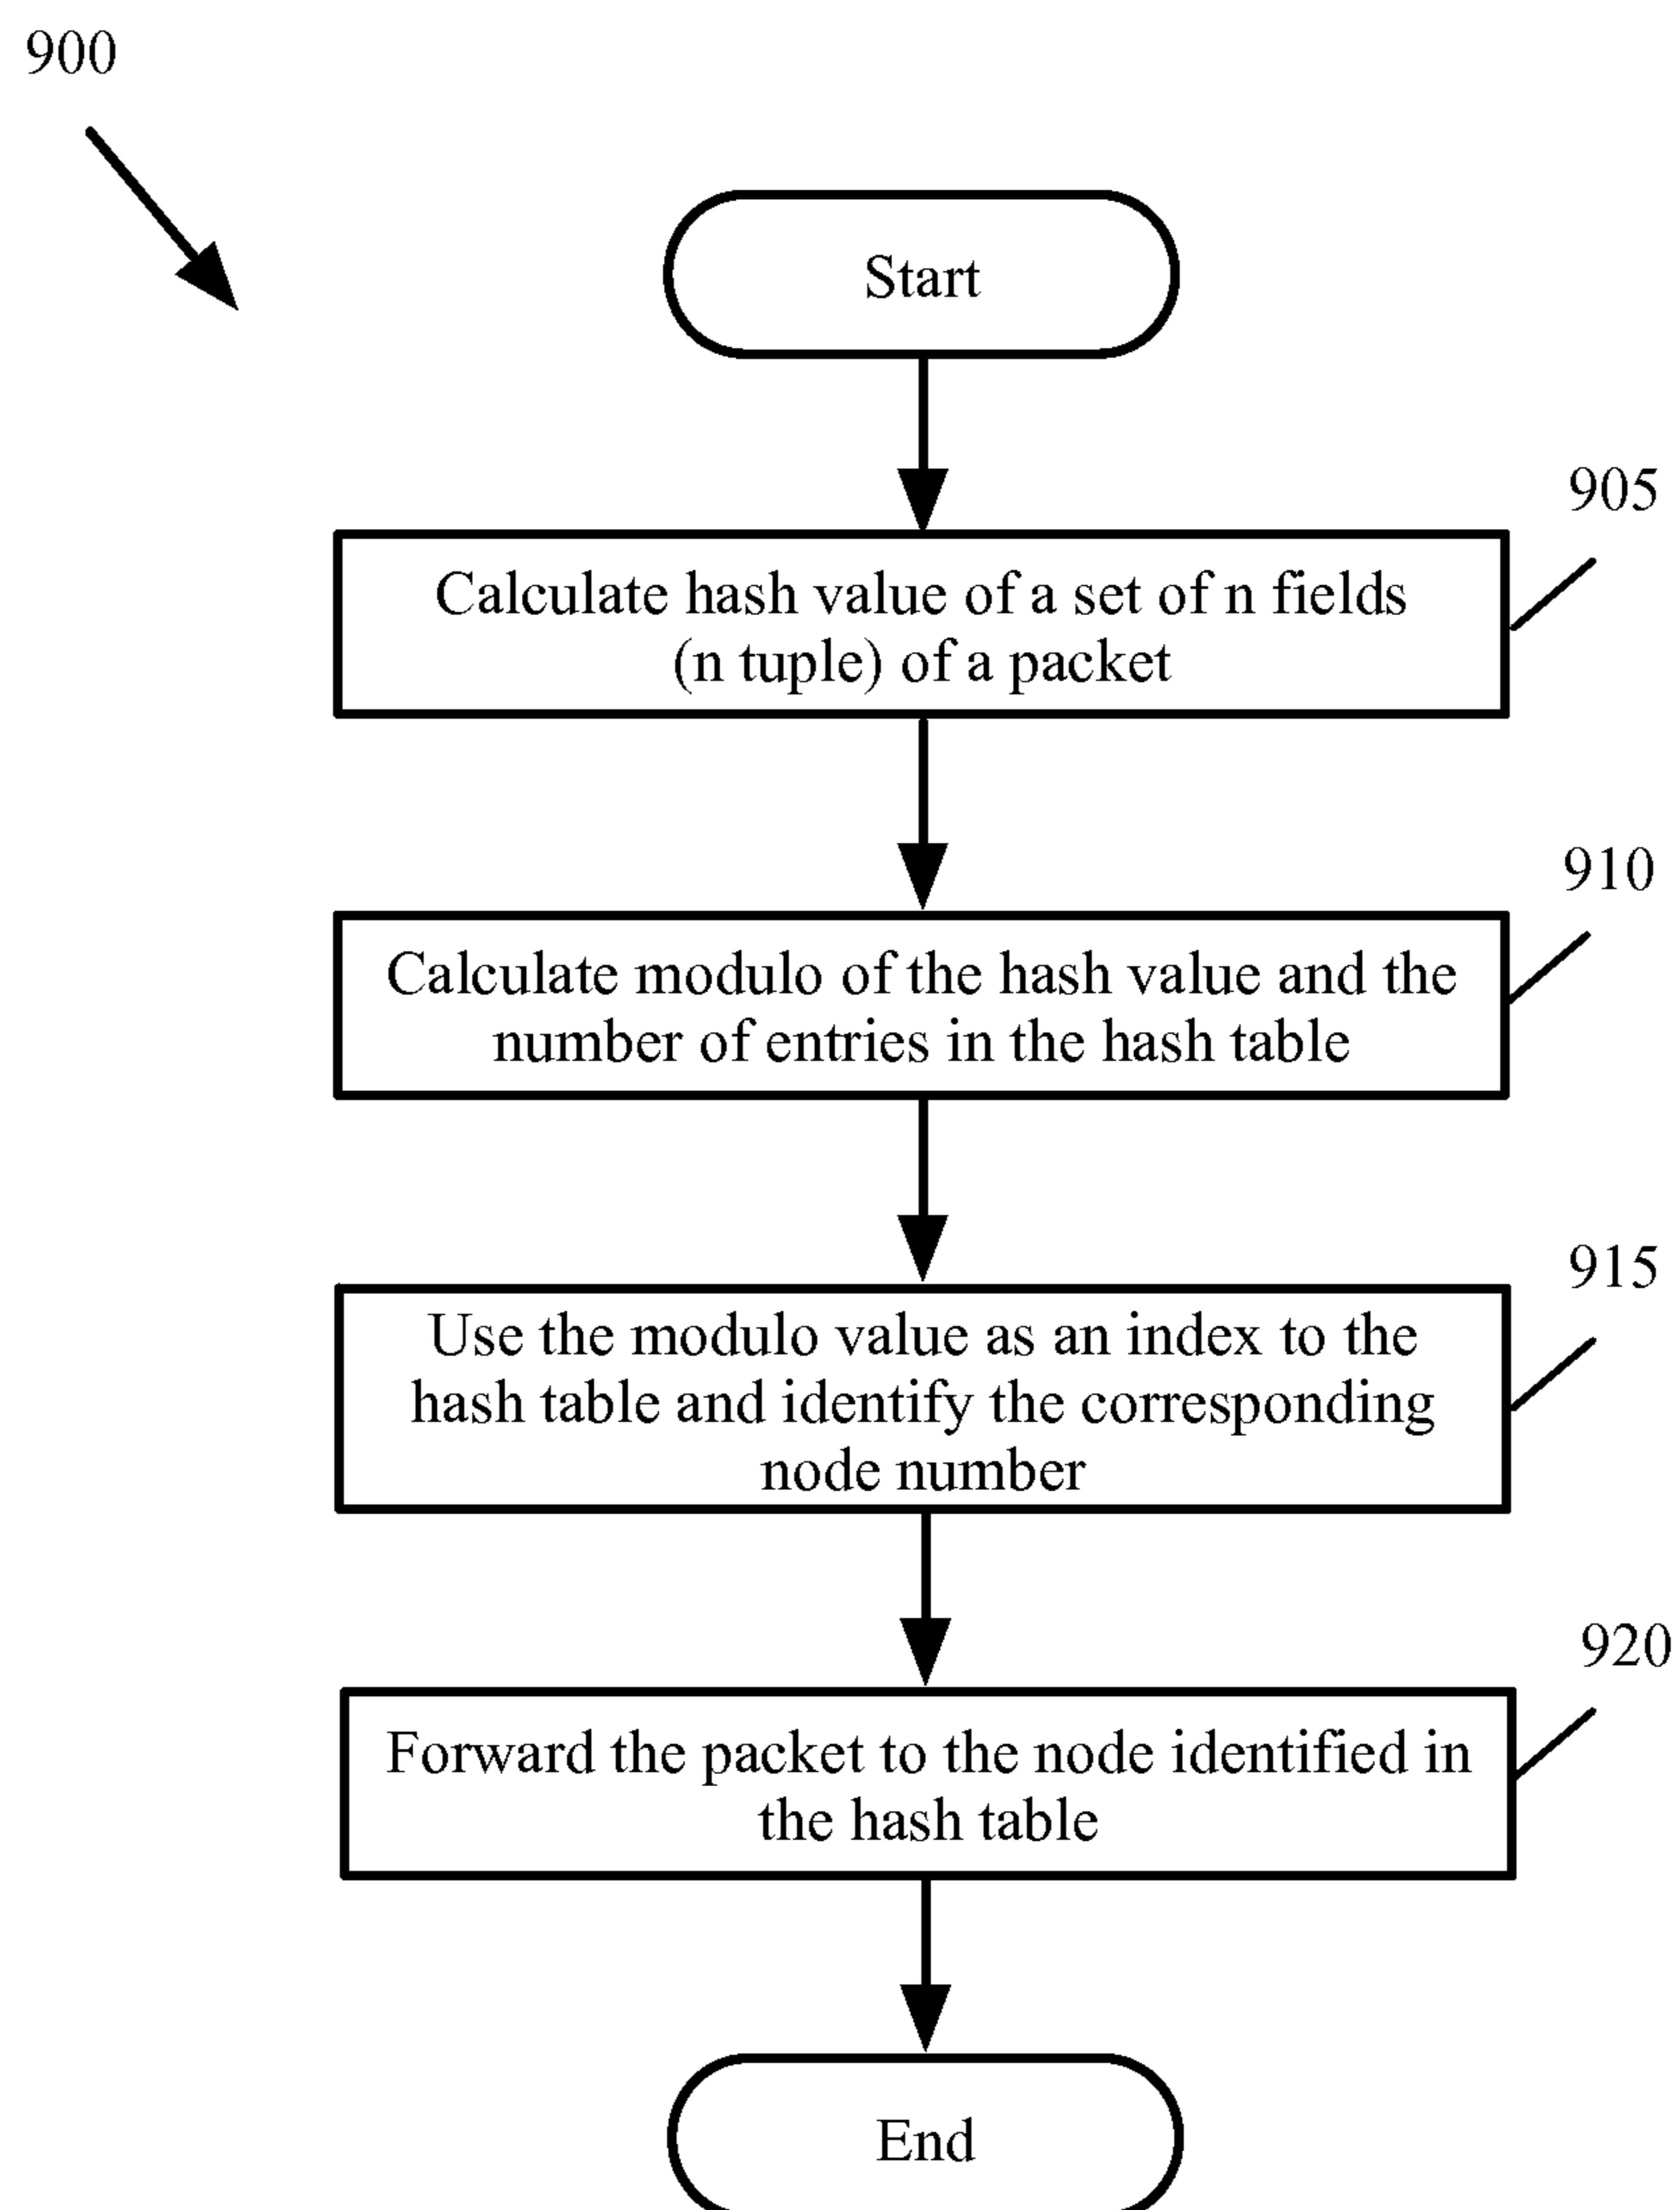 900
Start
905
Calculate hash value of a set of n fields
(n tuple) of a packet
910
Calculate modulo of the hash value and the
number of entries in the hash table
915
Use the modulo value as an index to the
hash table and identify the corresponding
node number
920
Forward the packet to the node identified in
the hash table
End